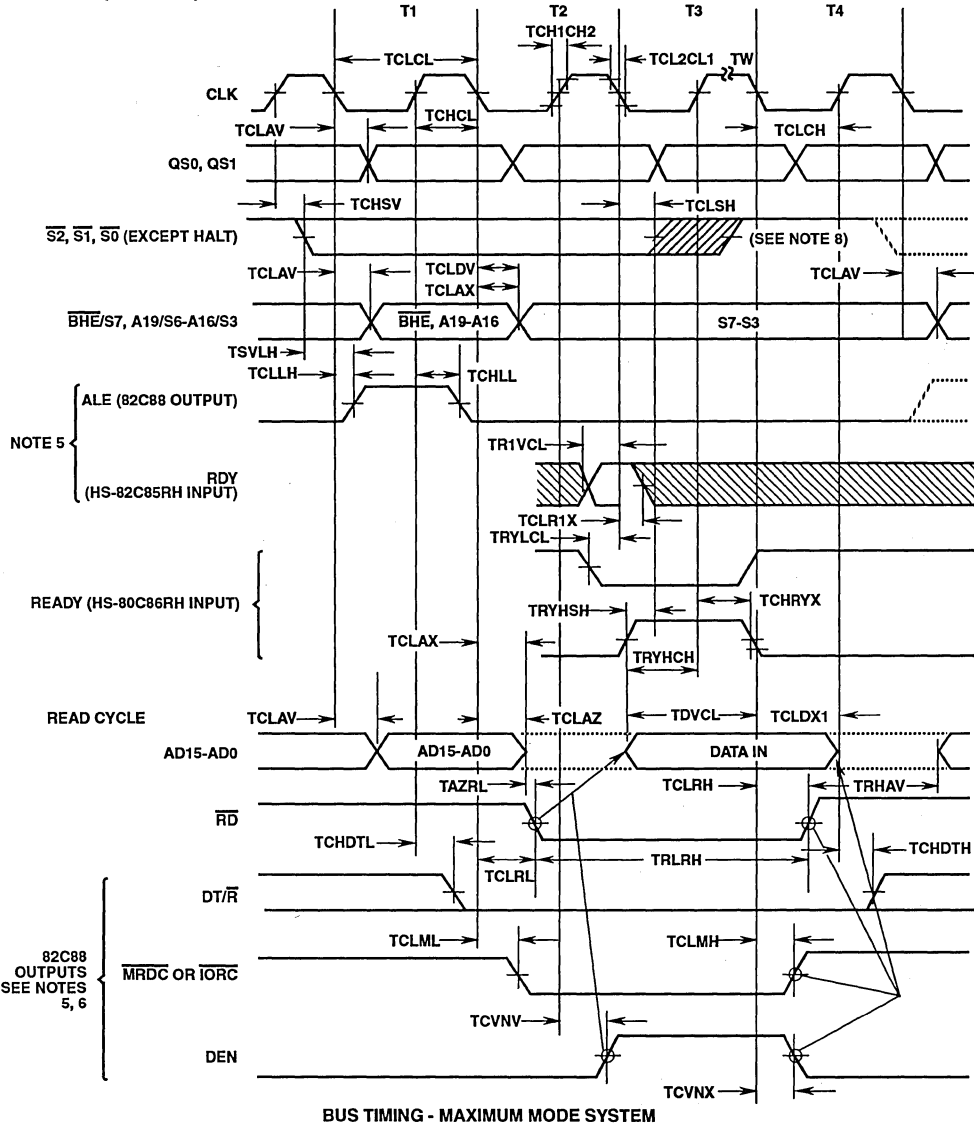 T1 T2 T3 T4
TCH1CH2
TCLCL TCL2CL1 TW
CLK
TCHCL
TCLAV TCLCH
QS0, QS1
TCHSV TCLSH
S2, S1, S0 (EXCEPT HALT) (SEE NOTE 8)
TCLAV TCLDV TCLAV
TCLAX
BHE/S7, A19/S6-A16/S3 BHE, A19-A16 S7-S3
TSVLH
TCLLH TCHLL
ALE (82C88 OUTPUT)
NOTE 5
TR1VCL
RDY
(HS-82C85RH INPUT)
TCLR1X
TRYLCL
READY (HS-80C86RH INPUT)
TCHRYX
TRYHSH
TCLAX
TRYHCH
READ CYCLE TCLAV TCLAZ TDVCL TCLDX1
AD15-AD0 AD15-AD0 DATA IN
TAZRL TCLRH TRHAV
RD
TCHDTL TCHDTH
TCLRL TRLRH
DT/R
TCLML TCLMH
82C88
OUTPUTS
SEE NOTES
5, 6
MRDC OR IORC
TCVNV
DEN
TCVNX
BUS TIMING - MAXIMUM MODE SYSTEM